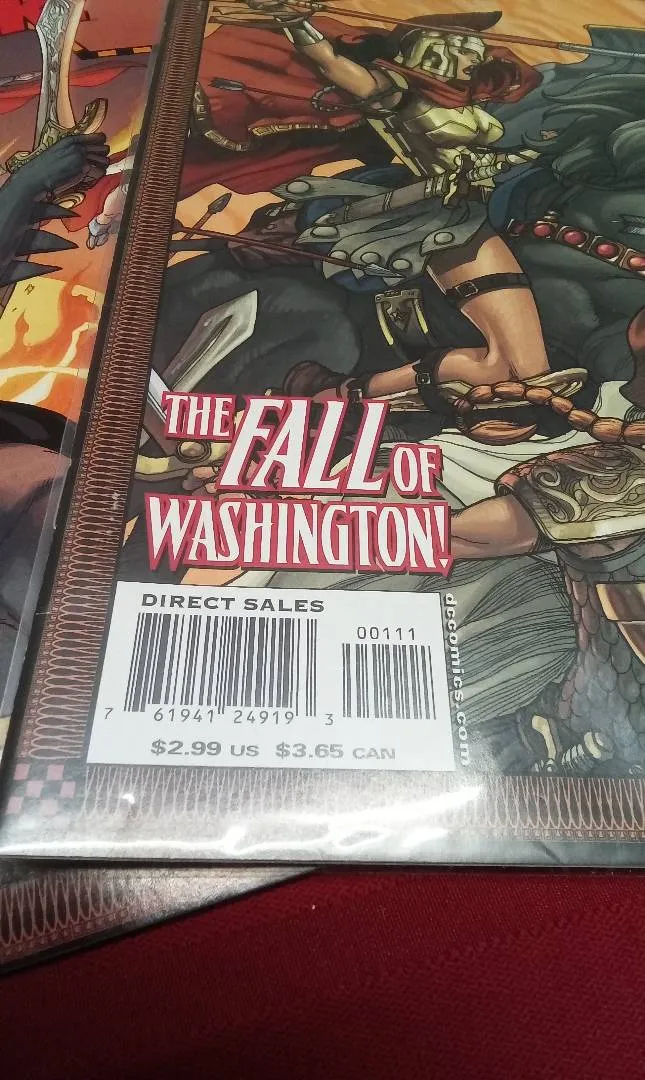 THE FALL OF
WASHINGTON!
DIRECT SALES
00111
7 61941 24919 3
$2.99 US $3.65 CAN
dccomics.com